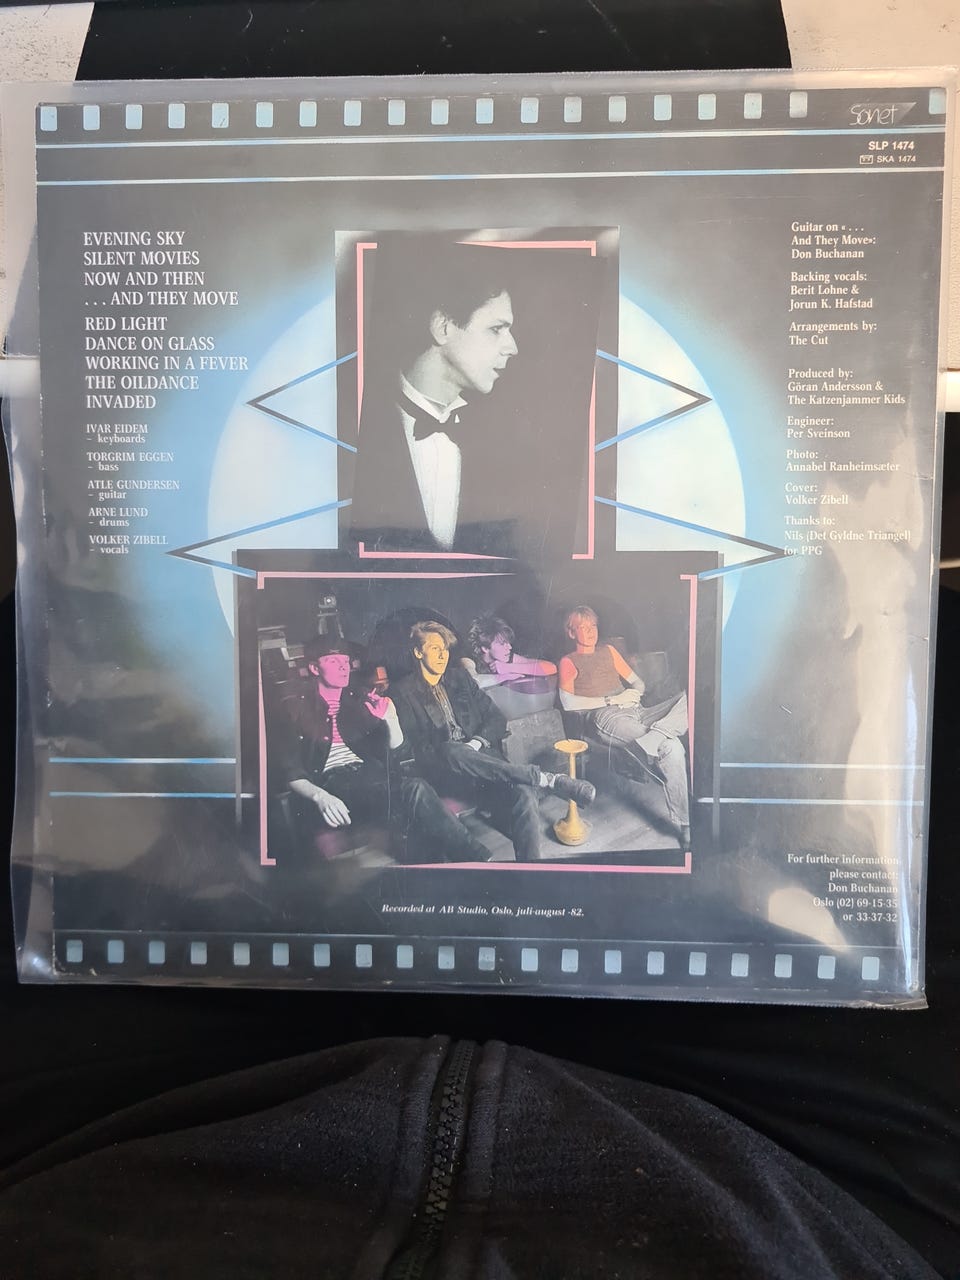 Sonet
SLP 1474
SKA 1474
EVENING SKY
SILENT MOVIES
NOW AND THEN
. . . AND THEY MOVE
RED LIGHT
DANCE ON GLASS
WORKING IN A FEVER
THE OILDANCE
INVADED
IVAR EIDEM
– keyboards
TORGRIM EGGEN
– bass
ATLE GUNDERSEN
– guitar
ARNE LUND
– drums
VOLKER ZIBELL
– vocals
Guitar on « . . .
And They Move»:
Don Buchanan
Backing vocals:
Berit Lohne &
Jorun K. Hafstad
Arrangements by:
The Cut
Produced by:
Göran Andersson &
The Katzenjammer Kids
Engineer:
Per Sveinson
Photo:
Annabel Ranheimsæter
Cover:
Volker Zibell
Thanks to:
Nils (Det Gyldne Triangel)
for PPG
For further information
please contact:
Don Buchanan
Oslo (02) 69-15-35
or 33-37-32
Recorded at AB Studio, Oslo, juli-august -82.